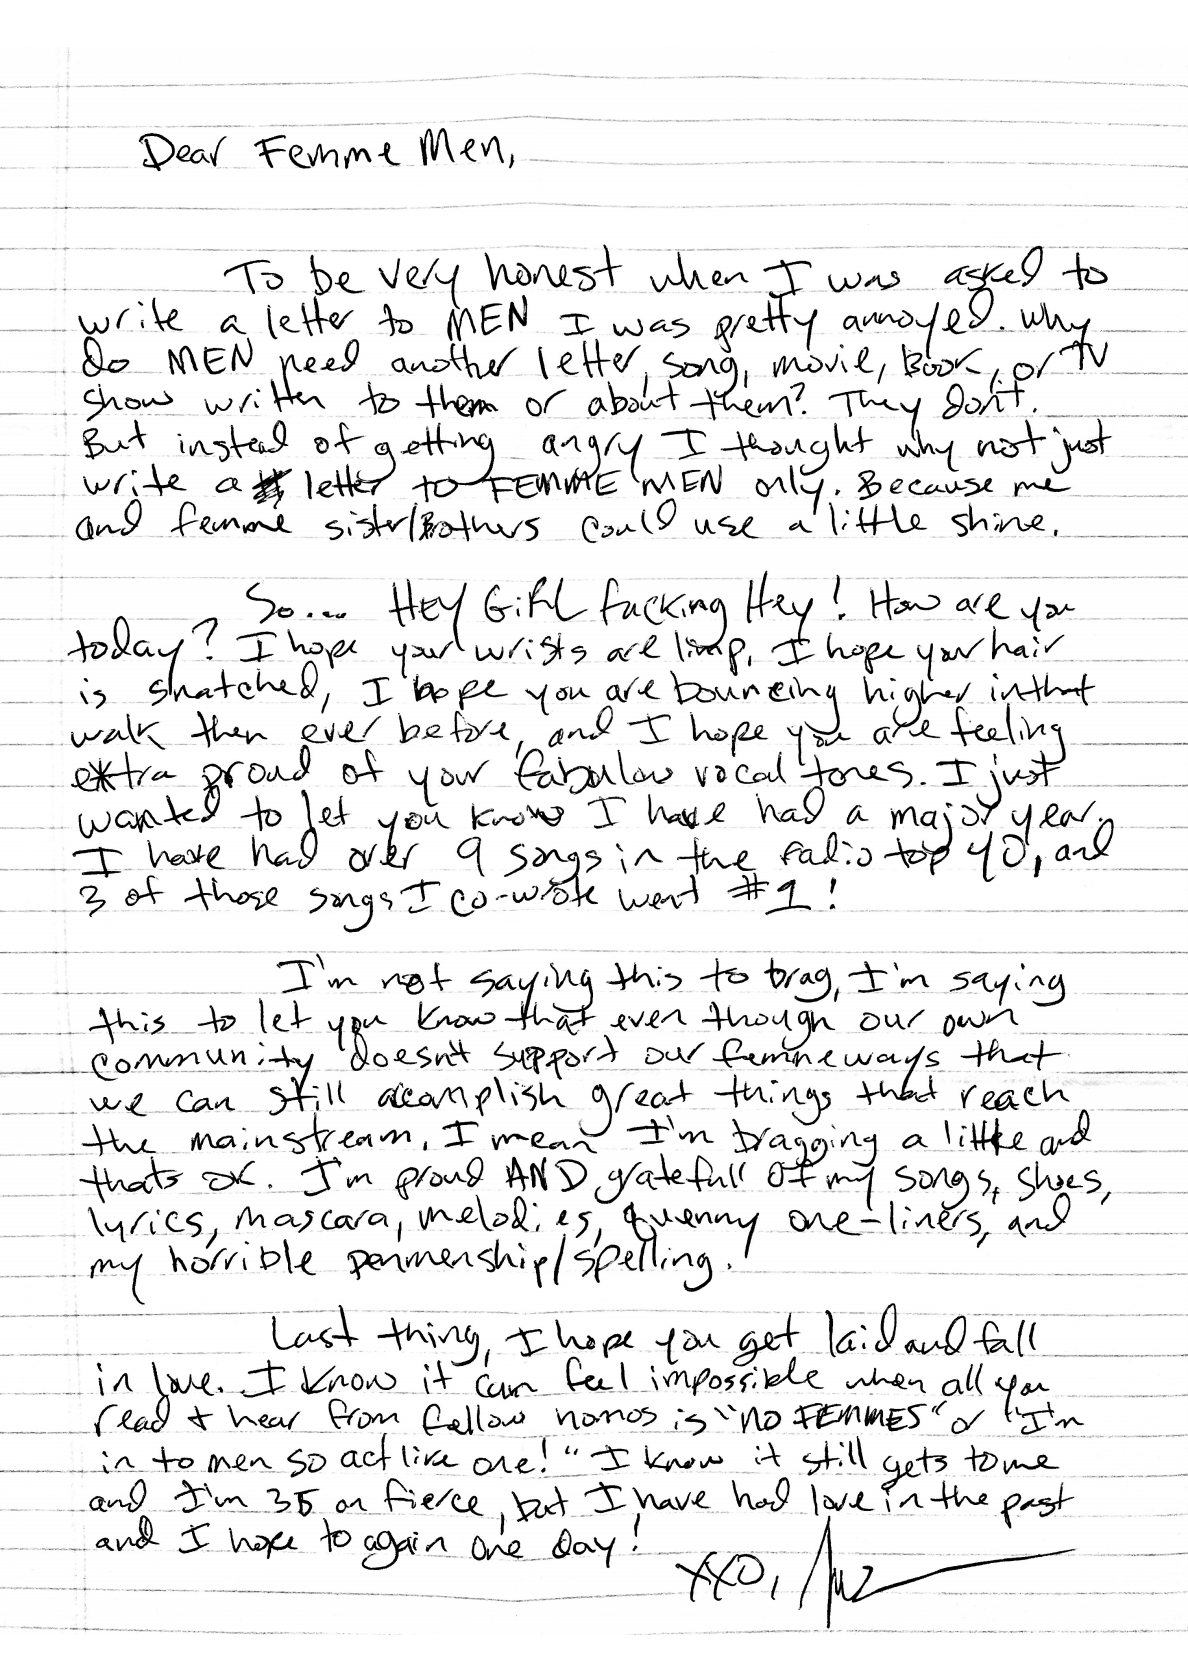 Dear Femme Men,
To be very honest when I was asked to
write a letter to MEN I was pretty annoyed. Why
do MEN need another letter, song, movie, Book, or TV
show written to them or about them? They don't.
But instead of getting angry I thought why not just
write a letter to FEMME MEN only. Because me
and femme sister/Brothers could use a little shine.
So... HEY GiRL fucking Hey! How are you
today? I hope your wrists are limp, I hope your hair
is snatched, I hope you are bouncing higher in that
walk then ever before, and I hope you are feeling
extra proud of your fabulow vocal tones. I just
wanted to let you know I have had a major year.
I have had over 9 songs in the radio top 40, and
3 of those songs I co-wrote went #1!
I'm not saying this to brag, I'm saying
this to let you know that even though our own
community doesn't support our femme ways that
we can still acomplish great things that reach
the mainstream. I mean I'm bragging a little and
thats ok. I'm proud AND gratefull Of my songs, shoes,
lyrics, mascara, melodies, quenny one-liners, and
my horrible penmenship/spelling.
Last thing, I hope you get laid and fall
in love. I know it can feel impossible when all you
read & hear from fellow homos is "NO FEMMES" or "I'm
in to men so act like one!" I know it still gets to me
and I'm 35 on fierce, but I have had love in the past
and I hope to again one day!
XXO,